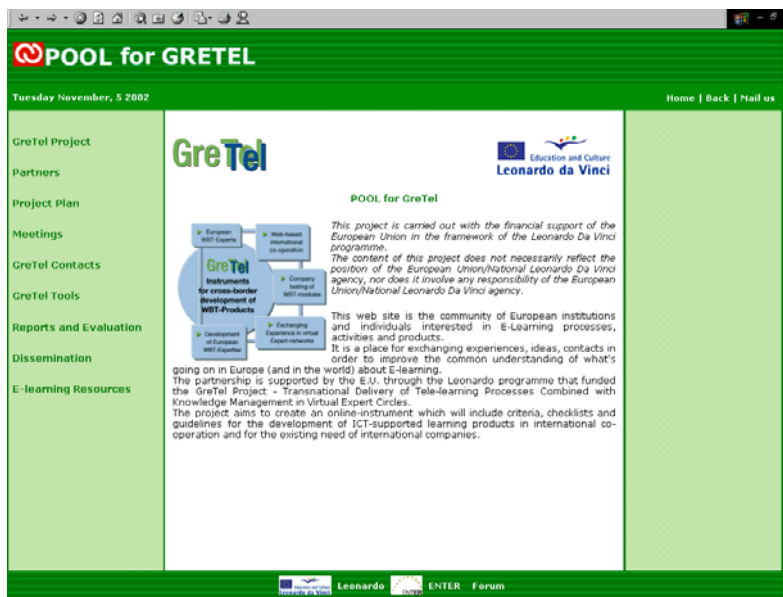 POOL for GRETEL
Tuesday November, 5 2002
Home | Back | Mail us
GreTel Project
Partners
Project Plan
Meetings
GreTel Contacts
GreTel Tools
Reports and Evaluation
Dissemination
E-learning Resources
GreTel
Education and Culture
Leonardo da Vinci
POOL for GreTel
European
WBT-Experts
Web-based
international
co-operation
GreTel
Instruments
for cross-border
development of
WBT-Products
Company
testing of
WBT-modules
Development
of European
WBT-Expertise
Exchanging
Experience in virtual
Expert-networks
This project is carried out with the financial support of the
European Union in the framework of the Leonardo Da Vinci
programme.
The content of this project does not necessarily reflect the
position of the European Union/National Leonardo Da Vinci
agency, nor does it involve any responsibility of the European
Union/National Leonardo Da Vinci agency.
This web site is the community of European institutions
and individuals interested in E-Learning processes,
activities and products.
It is a place for exchanging experiences, ideas, contacts in
order to improve the common understanding of what's
going on in Europe (and in the world) about E-learning.
The partnership is supported by the E.U. through the Leonardo programme that funded
the GreTel Project - Transnational Delivery of Tele-learning Processes Combined with
Knowledge Management in Virtual Expert Circles.
The project aims to create an online-instrument which will include criteria, checklists and
guidelines for the development of ICT-supported learning products in international co-
operation and for the existing need of international companies.
Leonardo da Vinci
Leonardo
ENTER
ENTER
Forum